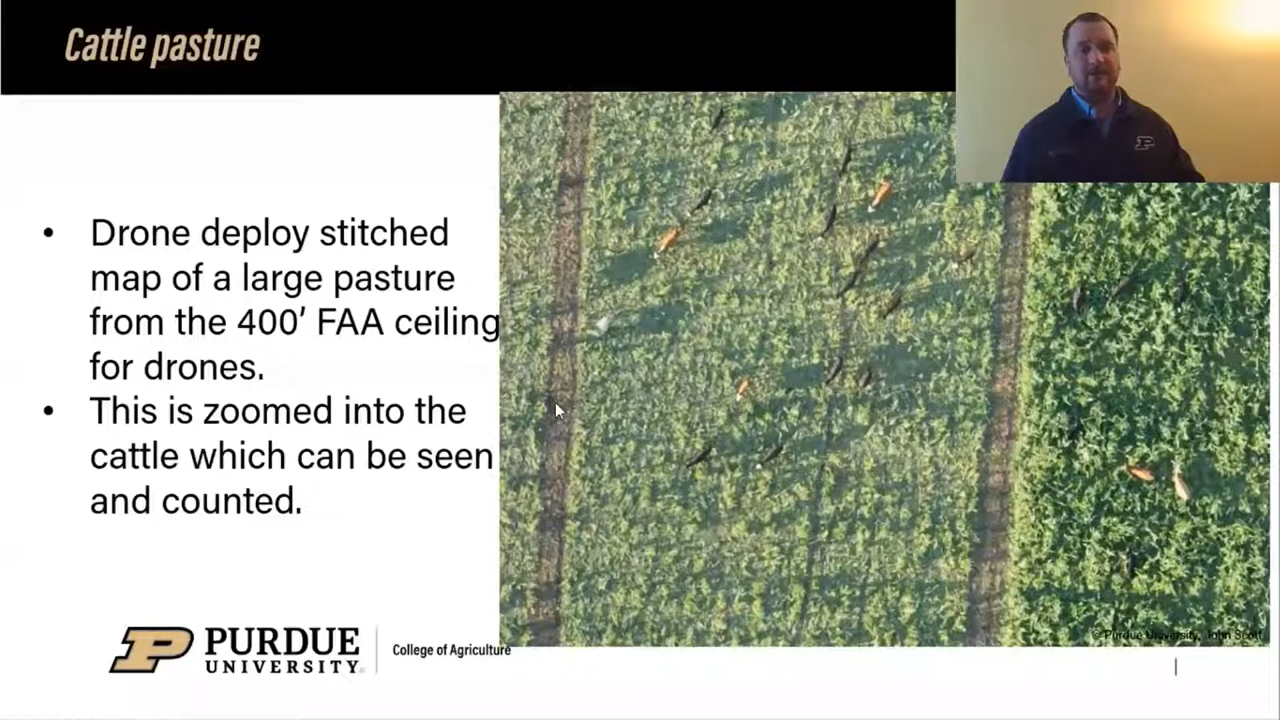 Cattle pasture
• Drone deploy stitched
map of a large pasture
from the 400’ FAA ceiling
for drones.
• This is zoomed into the
cattle which can be seen
and counted.
© Purdue University, John Scott
P PURDUE
UNIVERSITY
College of Agriculture